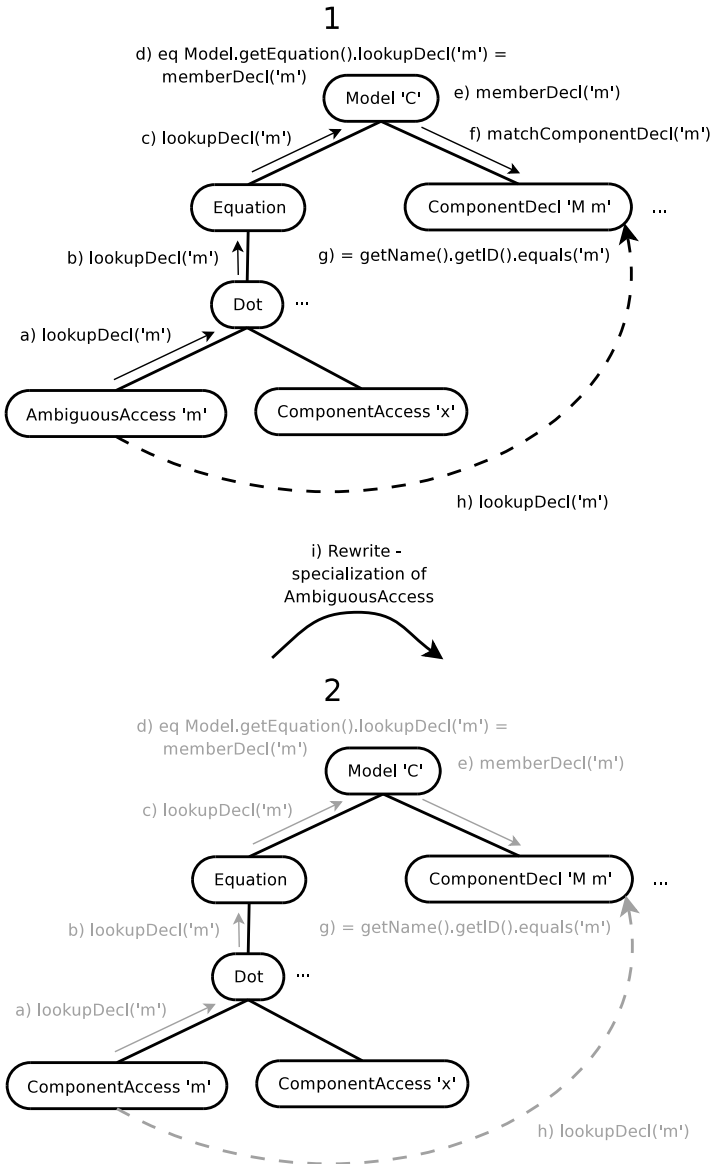 1
d) eq Model.getEquation().lookupDecl('m') =
memberDecl('m')
Model 'C'
e) memberDecl('m')
c) lookupDecl('m')
f) matchComponentDecl('m')
Equation
ComponentDecl 'M m'
...
b) lookupDecl('m')
g) = getName().getID().equals('m')
Dot
...
a) lookupDecl('m')
AmbiguousAccess 'm'
ComponentAccess 'x'
h) lookupDecl('m')
i) Rewrite -
specialization of
AmbiguousAccess
2
d) eq Model.getEquation().lookupDecl('m') =
memberDecl('m')
Model 'C'
e) memberDecl('m')
c) lookupDecl('m')
Equation
ComponentDecl 'M m'
...
b) lookupDecl('m')
g) = getName().getID().equals('m')
Dot
...
a) lookupDecl('m')
ComponentAccess 'm'
ComponentAccess 'x'
h) lookupDecl('m')